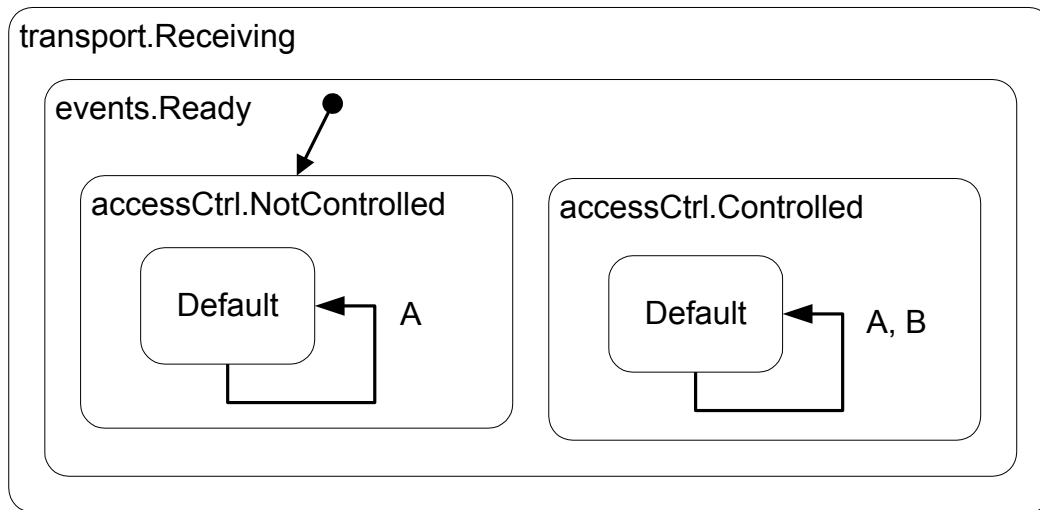 transport.Receiving
events.Ready
accessCtrl.NotControlled
accessCtrl.Controlled
Default
A
Default
A, B